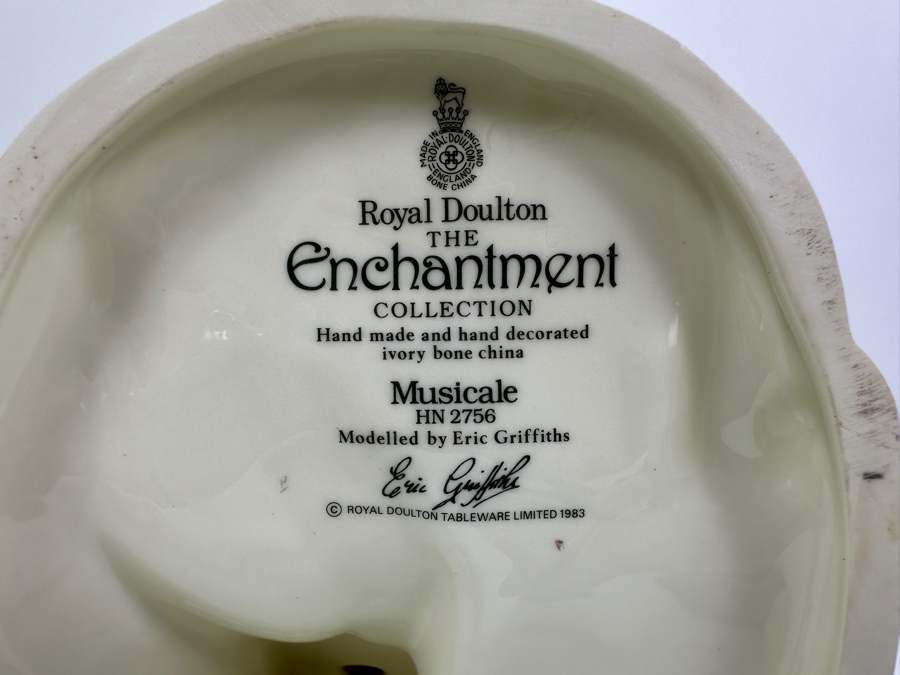 MADE IN ENGLAND
ROYAL·DOULTON
ENGLAND
BONE CHINA
Royal Doulton
THE
Enchantment
COLLECTION
Hand made and hand decorated
ivory bone china
Musicale
HN 2756
Modelled by Eric Griffiths
Eric Griffiths
© ROYAL DOULTON TABLEWARE LIMITED 1983